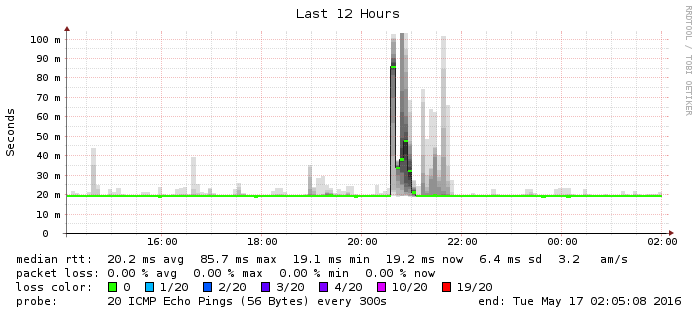 Last 12 Hours
RRDTOOL / TOBI OETIKER
Seconds
100 m
90 m
80 m
70 m
60 m
50 m
40 m
30 m
20 m
10 m
0
16:00 18:00 20:00 22:00 00:00 02:00
median rtt: 20.2 ms avg 85.7 ms max 19.1 ms min 19.2 ms now 6.4 ms sd 3.2 am/s
packet loss: 0.00 % avg 0.00 % max 0.00 % min 0.00 % now
loss color: 0 1/20 2/20 3/20 4/20 10/20 19/20
probe: 20 ICMP Echo Pings (56 Bytes) every 300s end: Tue May 17 02:05:08 2016